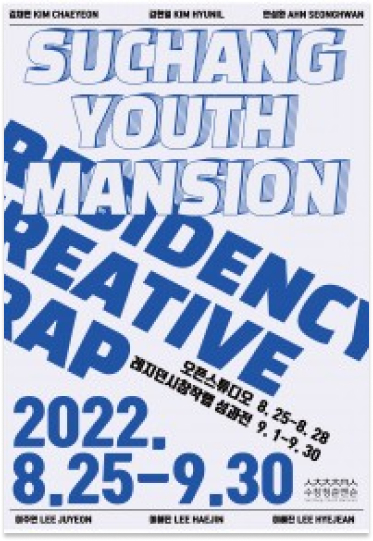 김채연 KIM CHAEYEON 김현일 KIM HYUNIL 안성환 AHN SEONGHWAN
SUCHANG
YOUTH
MANSION
RESIDENCY
CREATIVE
RAP
오픈스튜디오 8. 25-8. 28
레지던시창작랩 성과전 9. 1-9. 30
2022.
8.25-9.30
수창청춘맨숀
이주연 LEE JUYEON 이해진 LEE HAEJIN 이혜진 LEE HYEJEAN